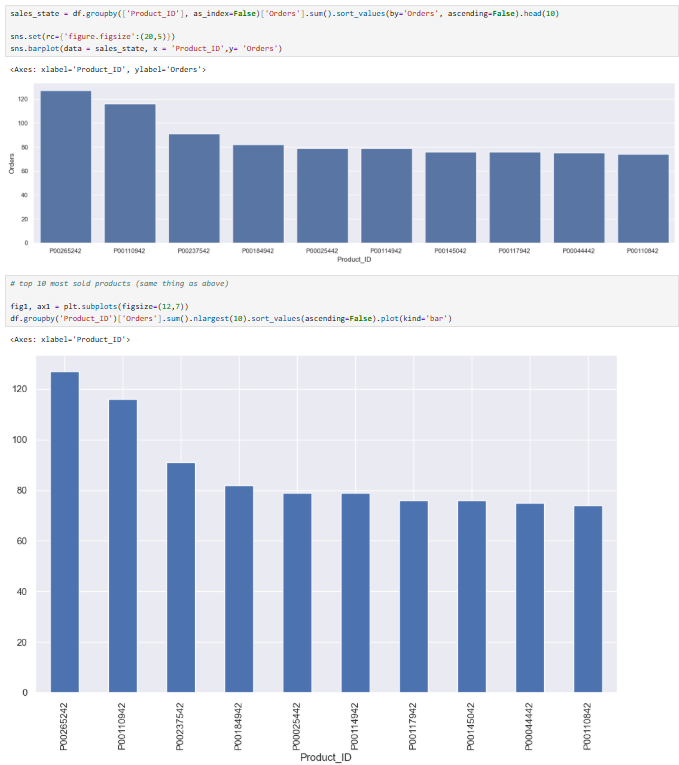 sales_state = df.groupby(['Product_ID'], as_index=False)['Orders'].sum().sort_values(by='Orders', ascending=False).head(10)
sns.set(rc={'figure.figsize':(20,5)})
sns.barplot(data = sales_state, x = 'Product_ID',y= 'Orders')
<Axes: xlabel='Product_ID', ylabel='Orders'>
120
100
80
60
40
20
0
Orders
P00265242 P00110942 P00237542 P00184942 P00025442 P00114942 P00145042 P00117942 P00044442 P00110842
Product_ID
# top 10 most sold products (same thing as above)
fig1, ax1 = plt.subplots(figsize=(12,7))
df.groupby('Product_ID')['Orders'].sum().nlargest(10).sort_values(ascending=False).plot(kind='bar')
<Axes: xlabel='Product_ID'>
120
100
80
60
40
20
0
P00265242 P00110942 P00237542 P00184942 P00025442 P00114942 P00117942 P00145042 P00044442 P00110842
Product_ID